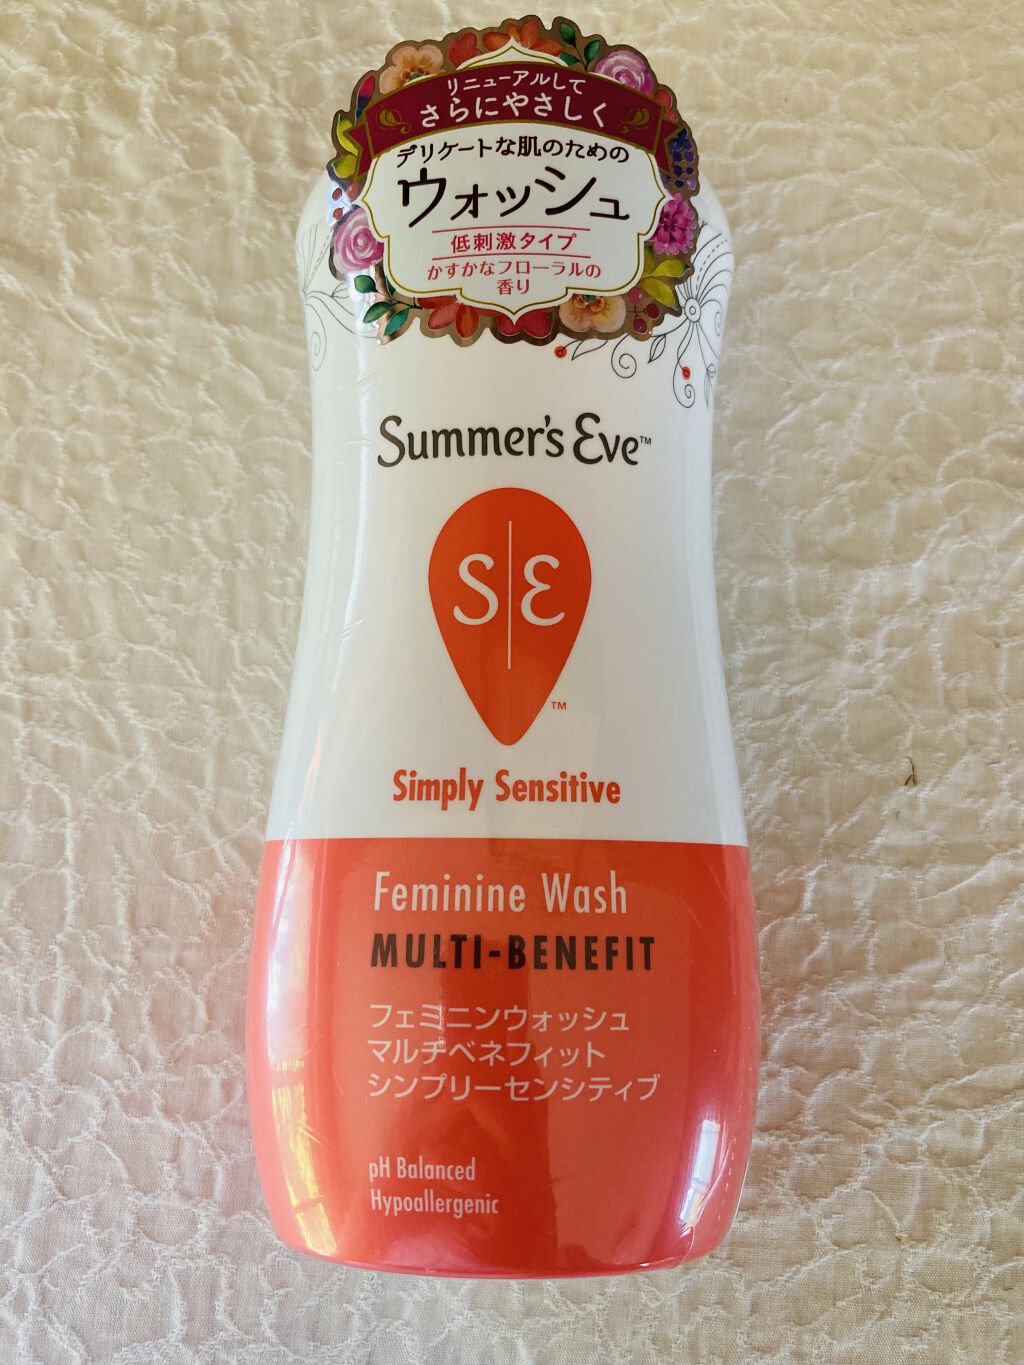 リニューアルして
さらにやさしく
デリケートな肌のための
ウォッシュ
低刺激タイプ
かすかなフローラルの
香り
Summer's Eve™
S|E
™
Simply Sensitive
Feminine Wash
MULTI-BENEFIT
フェミニンウォッシュ
マルチベネフィット
シンプリーセンシティブ
pH Balanced
Hypoallergenic